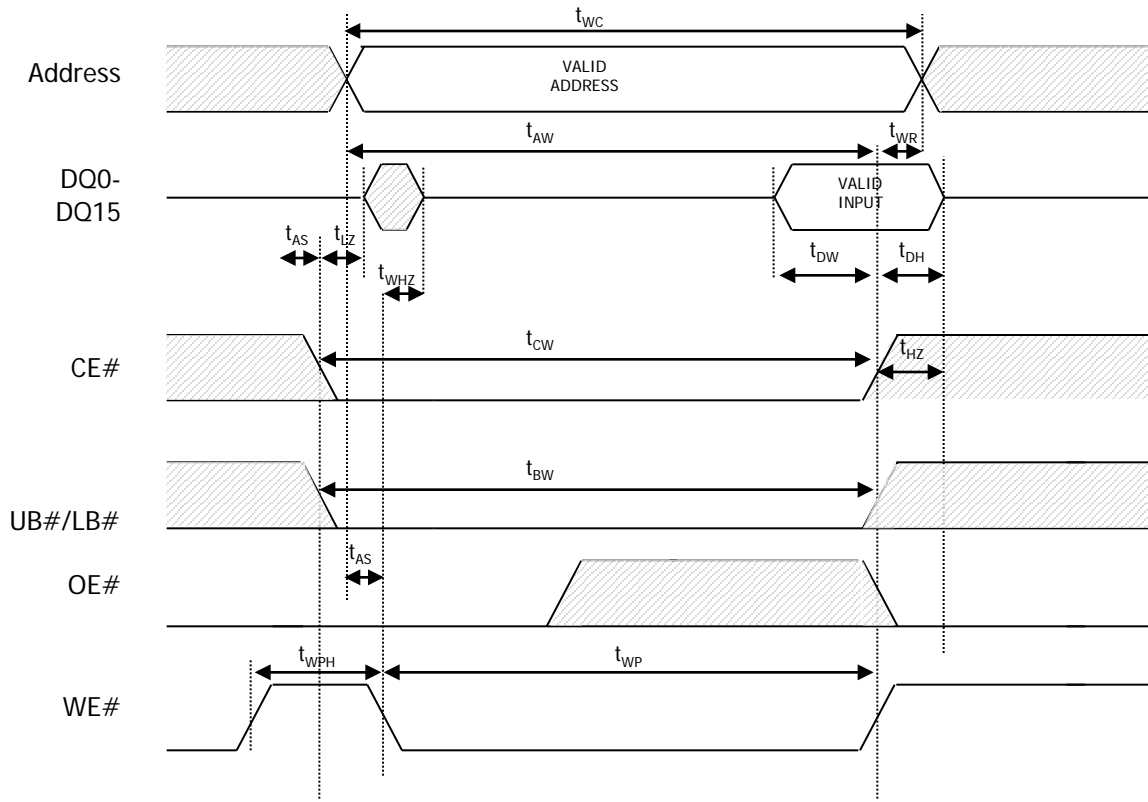 tWC
Address
VALID
ADDRESS
tAW
tWR
DQ0-
DQ15
VALID
INPUT
tAS
tLZ
tDW
tDH
tWHZ
CE#
tCW
tHZ
UB#/LB#
tBW
tAS
OE#
tWPH
tWP
WE#